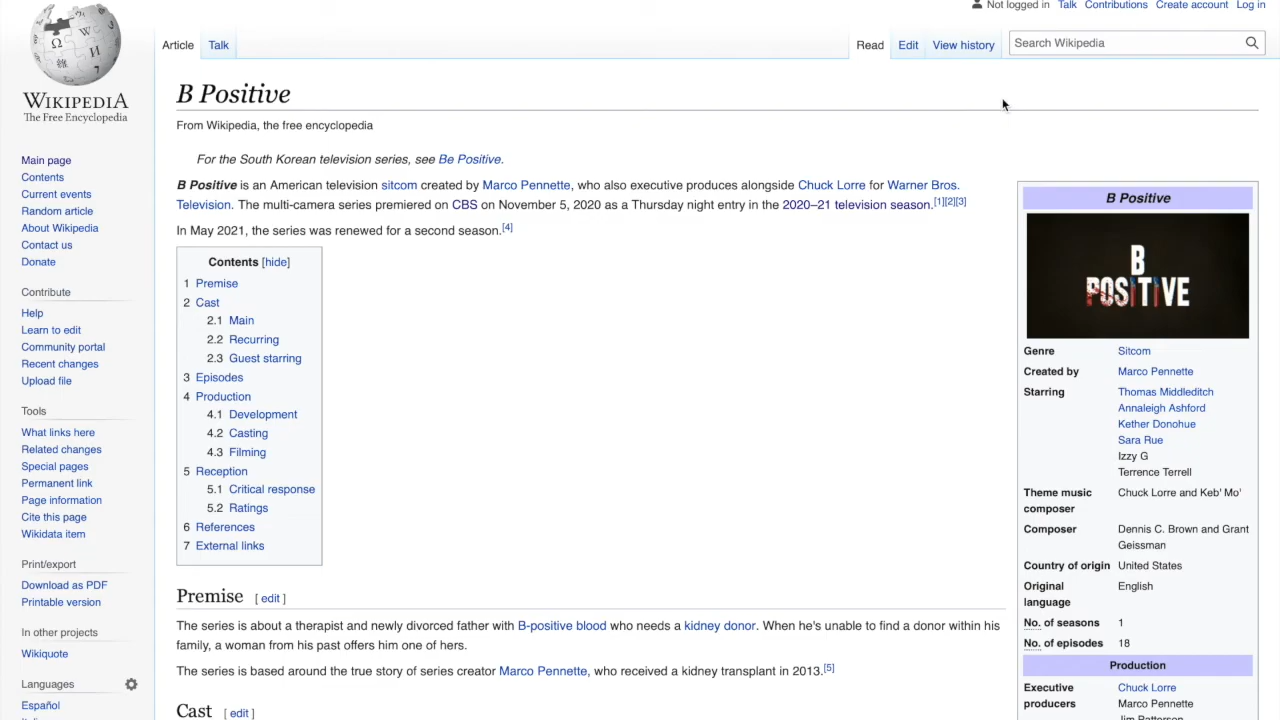 Not logged in Talk Contributions Create account Log in
WIKIPEDIA
The Free Encyclopedia
Article Talk
Read Edit View history
Search Wikipedia
Main page
Contents
Current events
Random article
About Wikipedia
Contact us
Donate
Contribute
Help
Learn to edit
Community portal
Recent changes
Upload file
Tools
What links here
Related changes
Special pages
Permanent link
Page information
Cite this page
Wikidata item
Print/export
Download as PDF
Printable version
In other projects
Wikiquote
Languages
Español
B Positive
From Wikipedia, the free encyclopedia
For the South Korean television series, see Be Positive.
B Positive is an American television sitcom created by Marco Pennette, who also executive produces alongside Chuck Lorre for Warner Bros.
Television. The multi-camera series premiered on CBS on November 5, 2020 as a Thursday night entry in the 2020–21 television season.[1][2][3]
In May 2021, the series was renewed for a second season.[4]
Contents [hide]
1 Premise
2 Cast
2.1 Main
2.2 Recurring
2.3 Guest starring
3 Episodes
4 Production
4.1 Development
4.2 Casting
4.3 Filming
5 Reception
5.1 Critical response
5.2 Ratings
6 References
7 External links
Premise [ edit ]
The series is about a therapist and newly divorced father with B-positive blood who needs a kidney donor. When he's unable to find a donor within his
family, a woman from his past offers him one of hers.
The series is based around the true story of series creator Marco Pennette, who received a kidney transplant in 2013.[5]
Cast [ edit ]
B Positive
B
POSITIVE
Genre Sitcom
Created by Marco Pennette
Starring Thomas Middleditch
Annaleigh Ashford
Kether Donohue
Sara Rue
Izzy G
Terrence Terrell
Theme music Chuck Lorre and Keb' Mo'
composer
Composer Dennis C. Brown and Grant
Geissman
Country of origin United States
Original English
language
No. of seasons 1
No. of episodes 18
Production
Executive Chuck Lorre
producers Marco Pennette
Jim Patterson